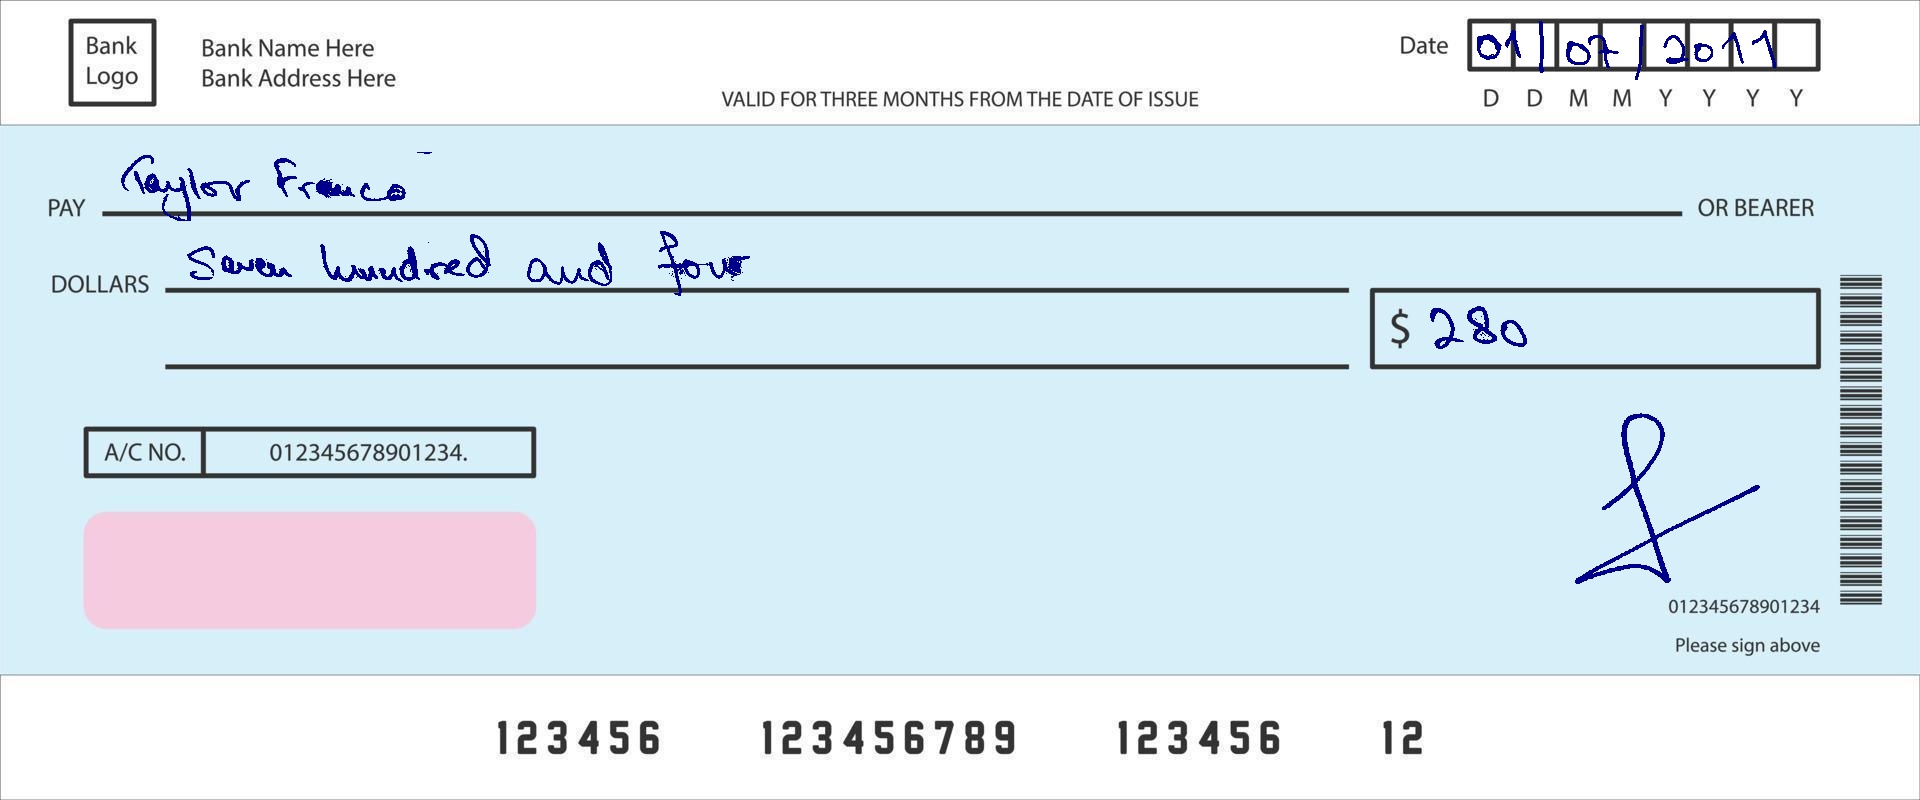 Bank Logo
Bank Name Here
Bank Address Here
VALID FOR THREE MONTHS FROM THE DATE OF ISSUE
Date 01/07/2011
D D M M Y Y Y Y
PAY Taylor Franco OR BEARER
DOLLARS Seven hundred and four
$ 280
A/C NO. 012345678901234.
012345678901234
Please sign above
123456 123456789 123456 12